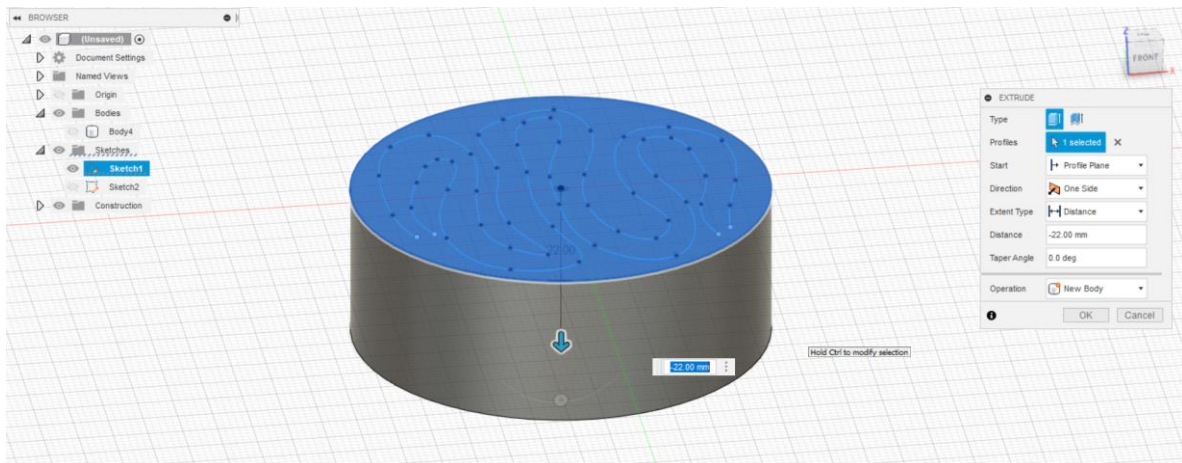 BROWSER
(Unsaved)
Document Settings
Named Views
Origin
Bodies
Body4
Sketches
Sketch1
Sketch2
Construction
22.00
-22.00 mm
Hold Ctrl to modify selection
Z
FRONT
X
EXTRUDE
Type
Profiles 1 selected
Start Profile Plane
Direction One Side
Extent Type Distance
Distance -22.00 mm
Taper Angle 0.0 deg
Operation New Body
OK Cancel